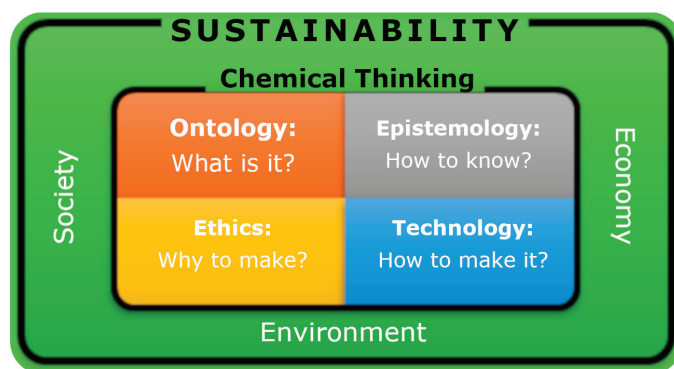 SUSTAINABILITY
Chemical Thinking
Society
Ontology:
What is it?
Epistemology:
How to know?
Ethics:
Why to make?
Technology:
How to make it?
Economy
Environment